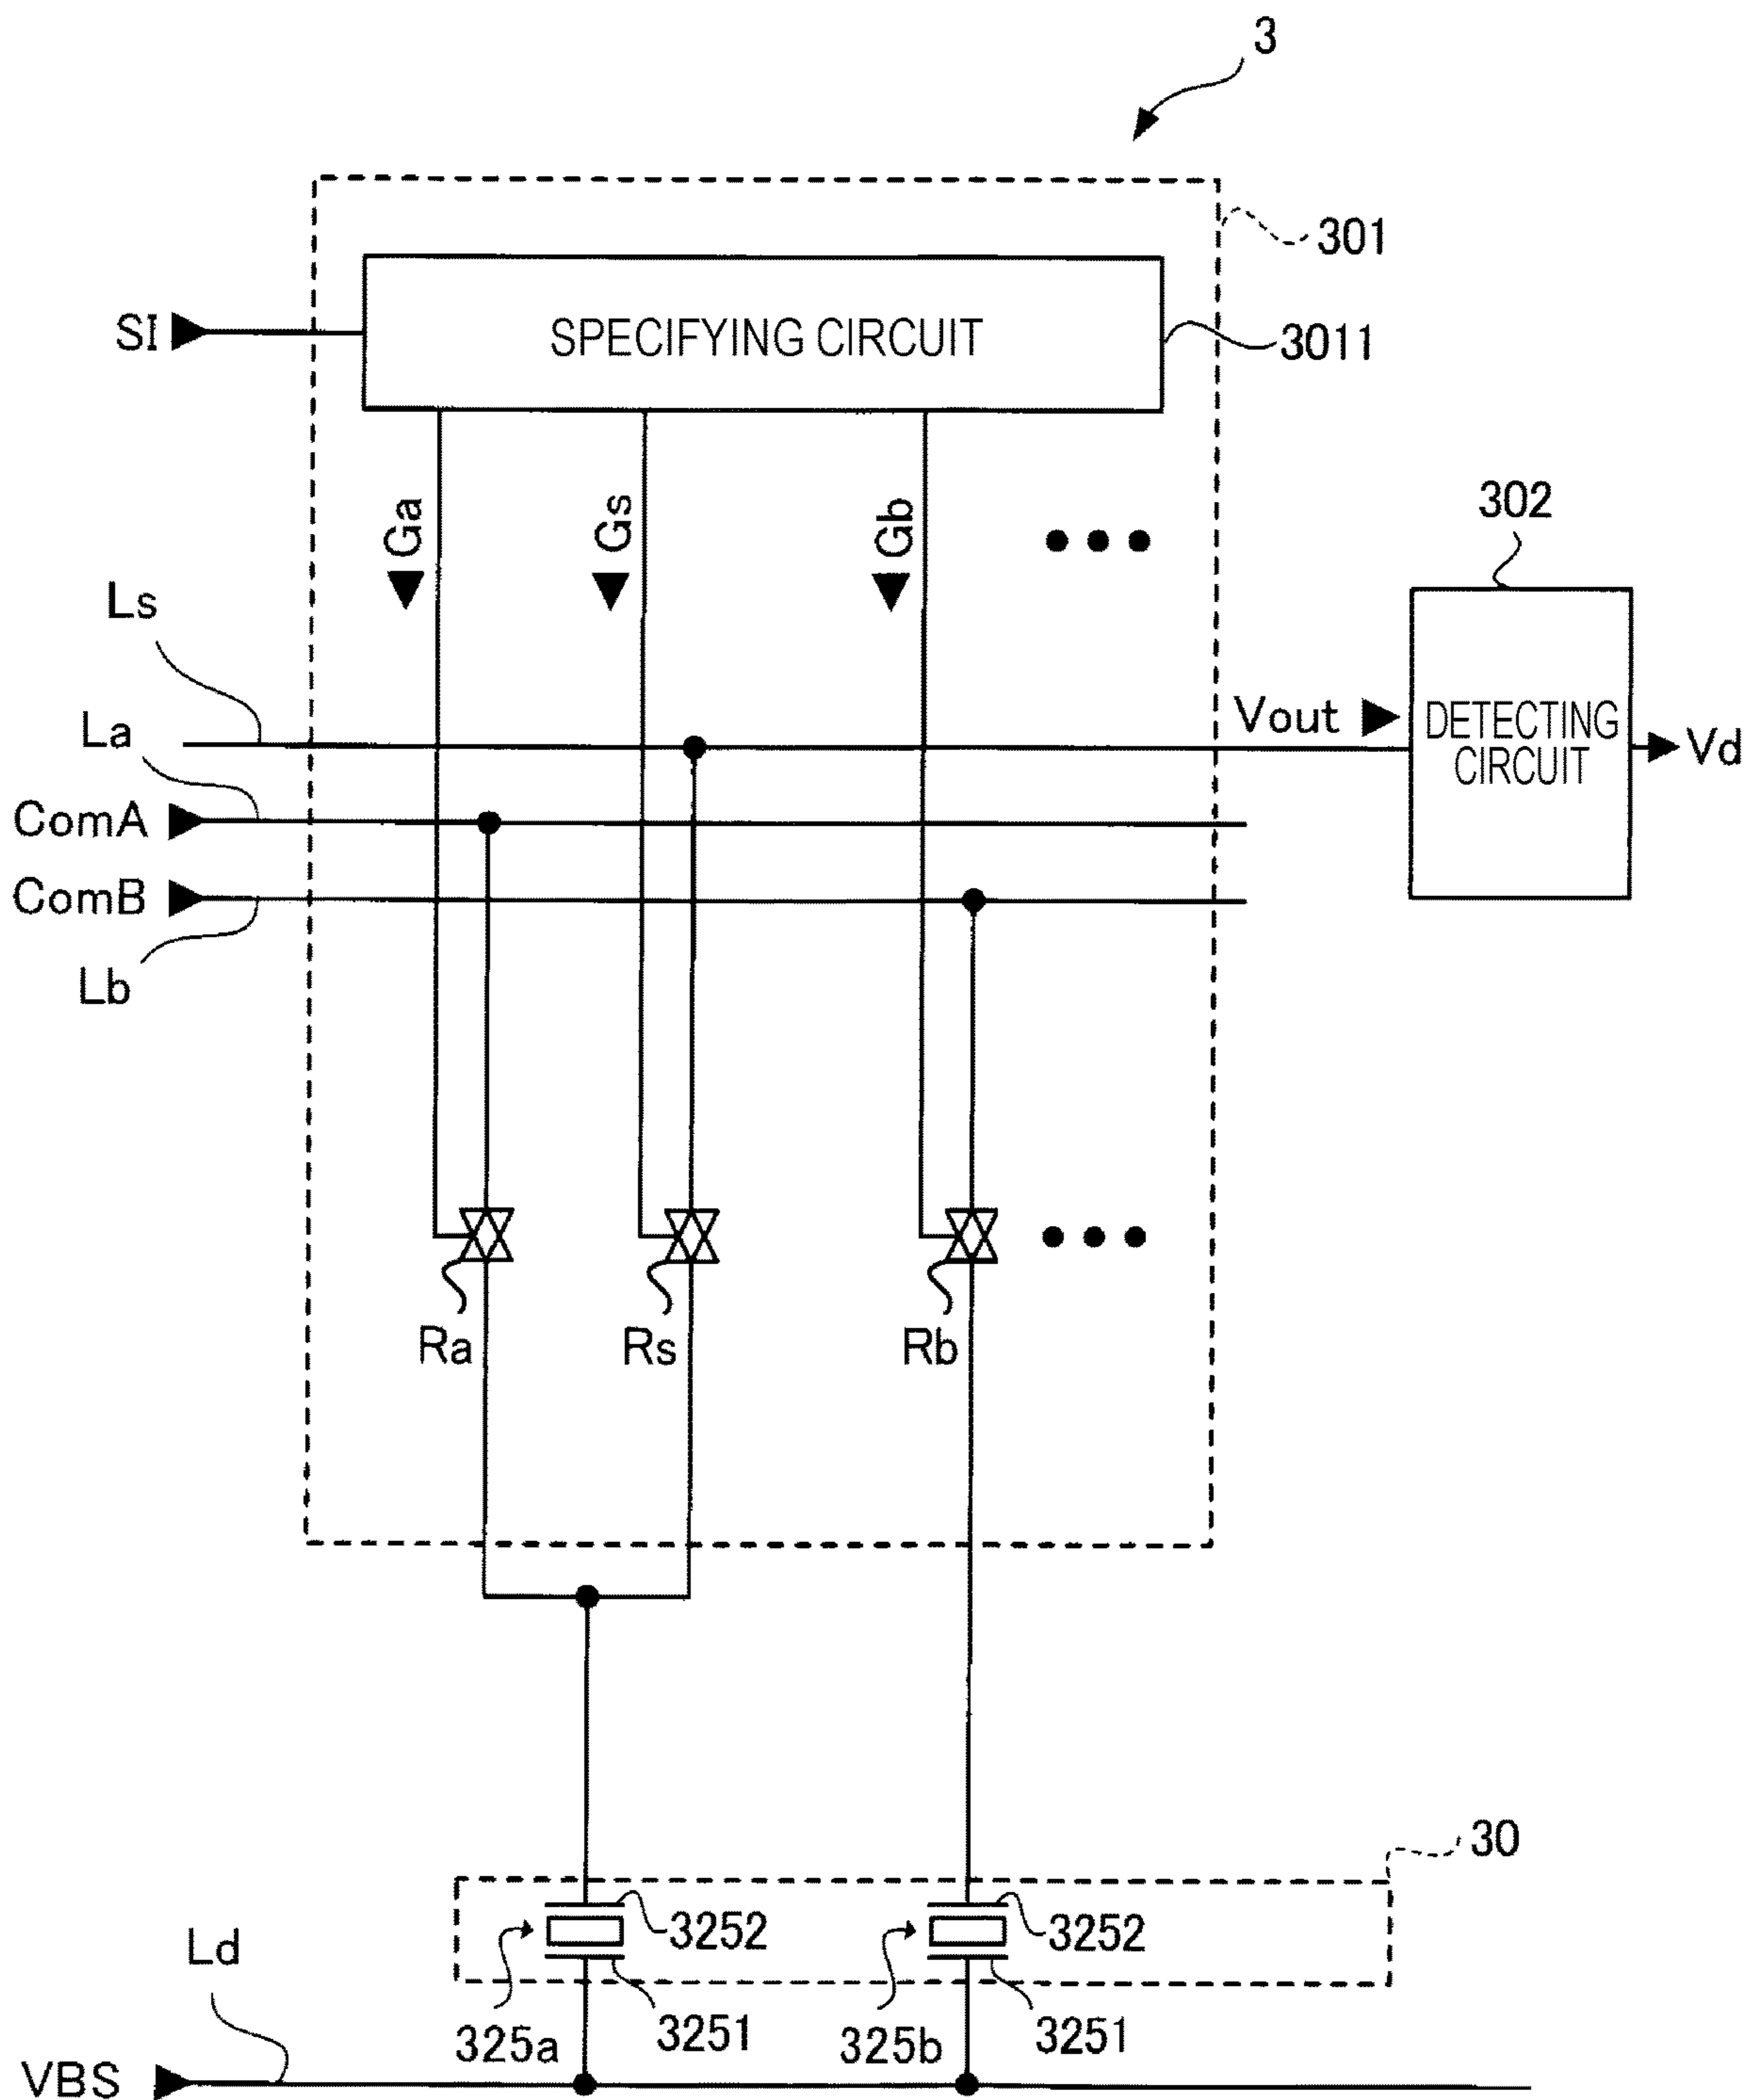 3
301
SPECIFYING CIRCUIT
SI
3011
Ga
Gs
Gb
302
Ls
Vout
DETECTING
CIRCUIT
Vd
La
ComA
ComB
Lb
Ra
Rs
Rb
30
3252
3252
Ld
325a
3251
325b
3251
VBS